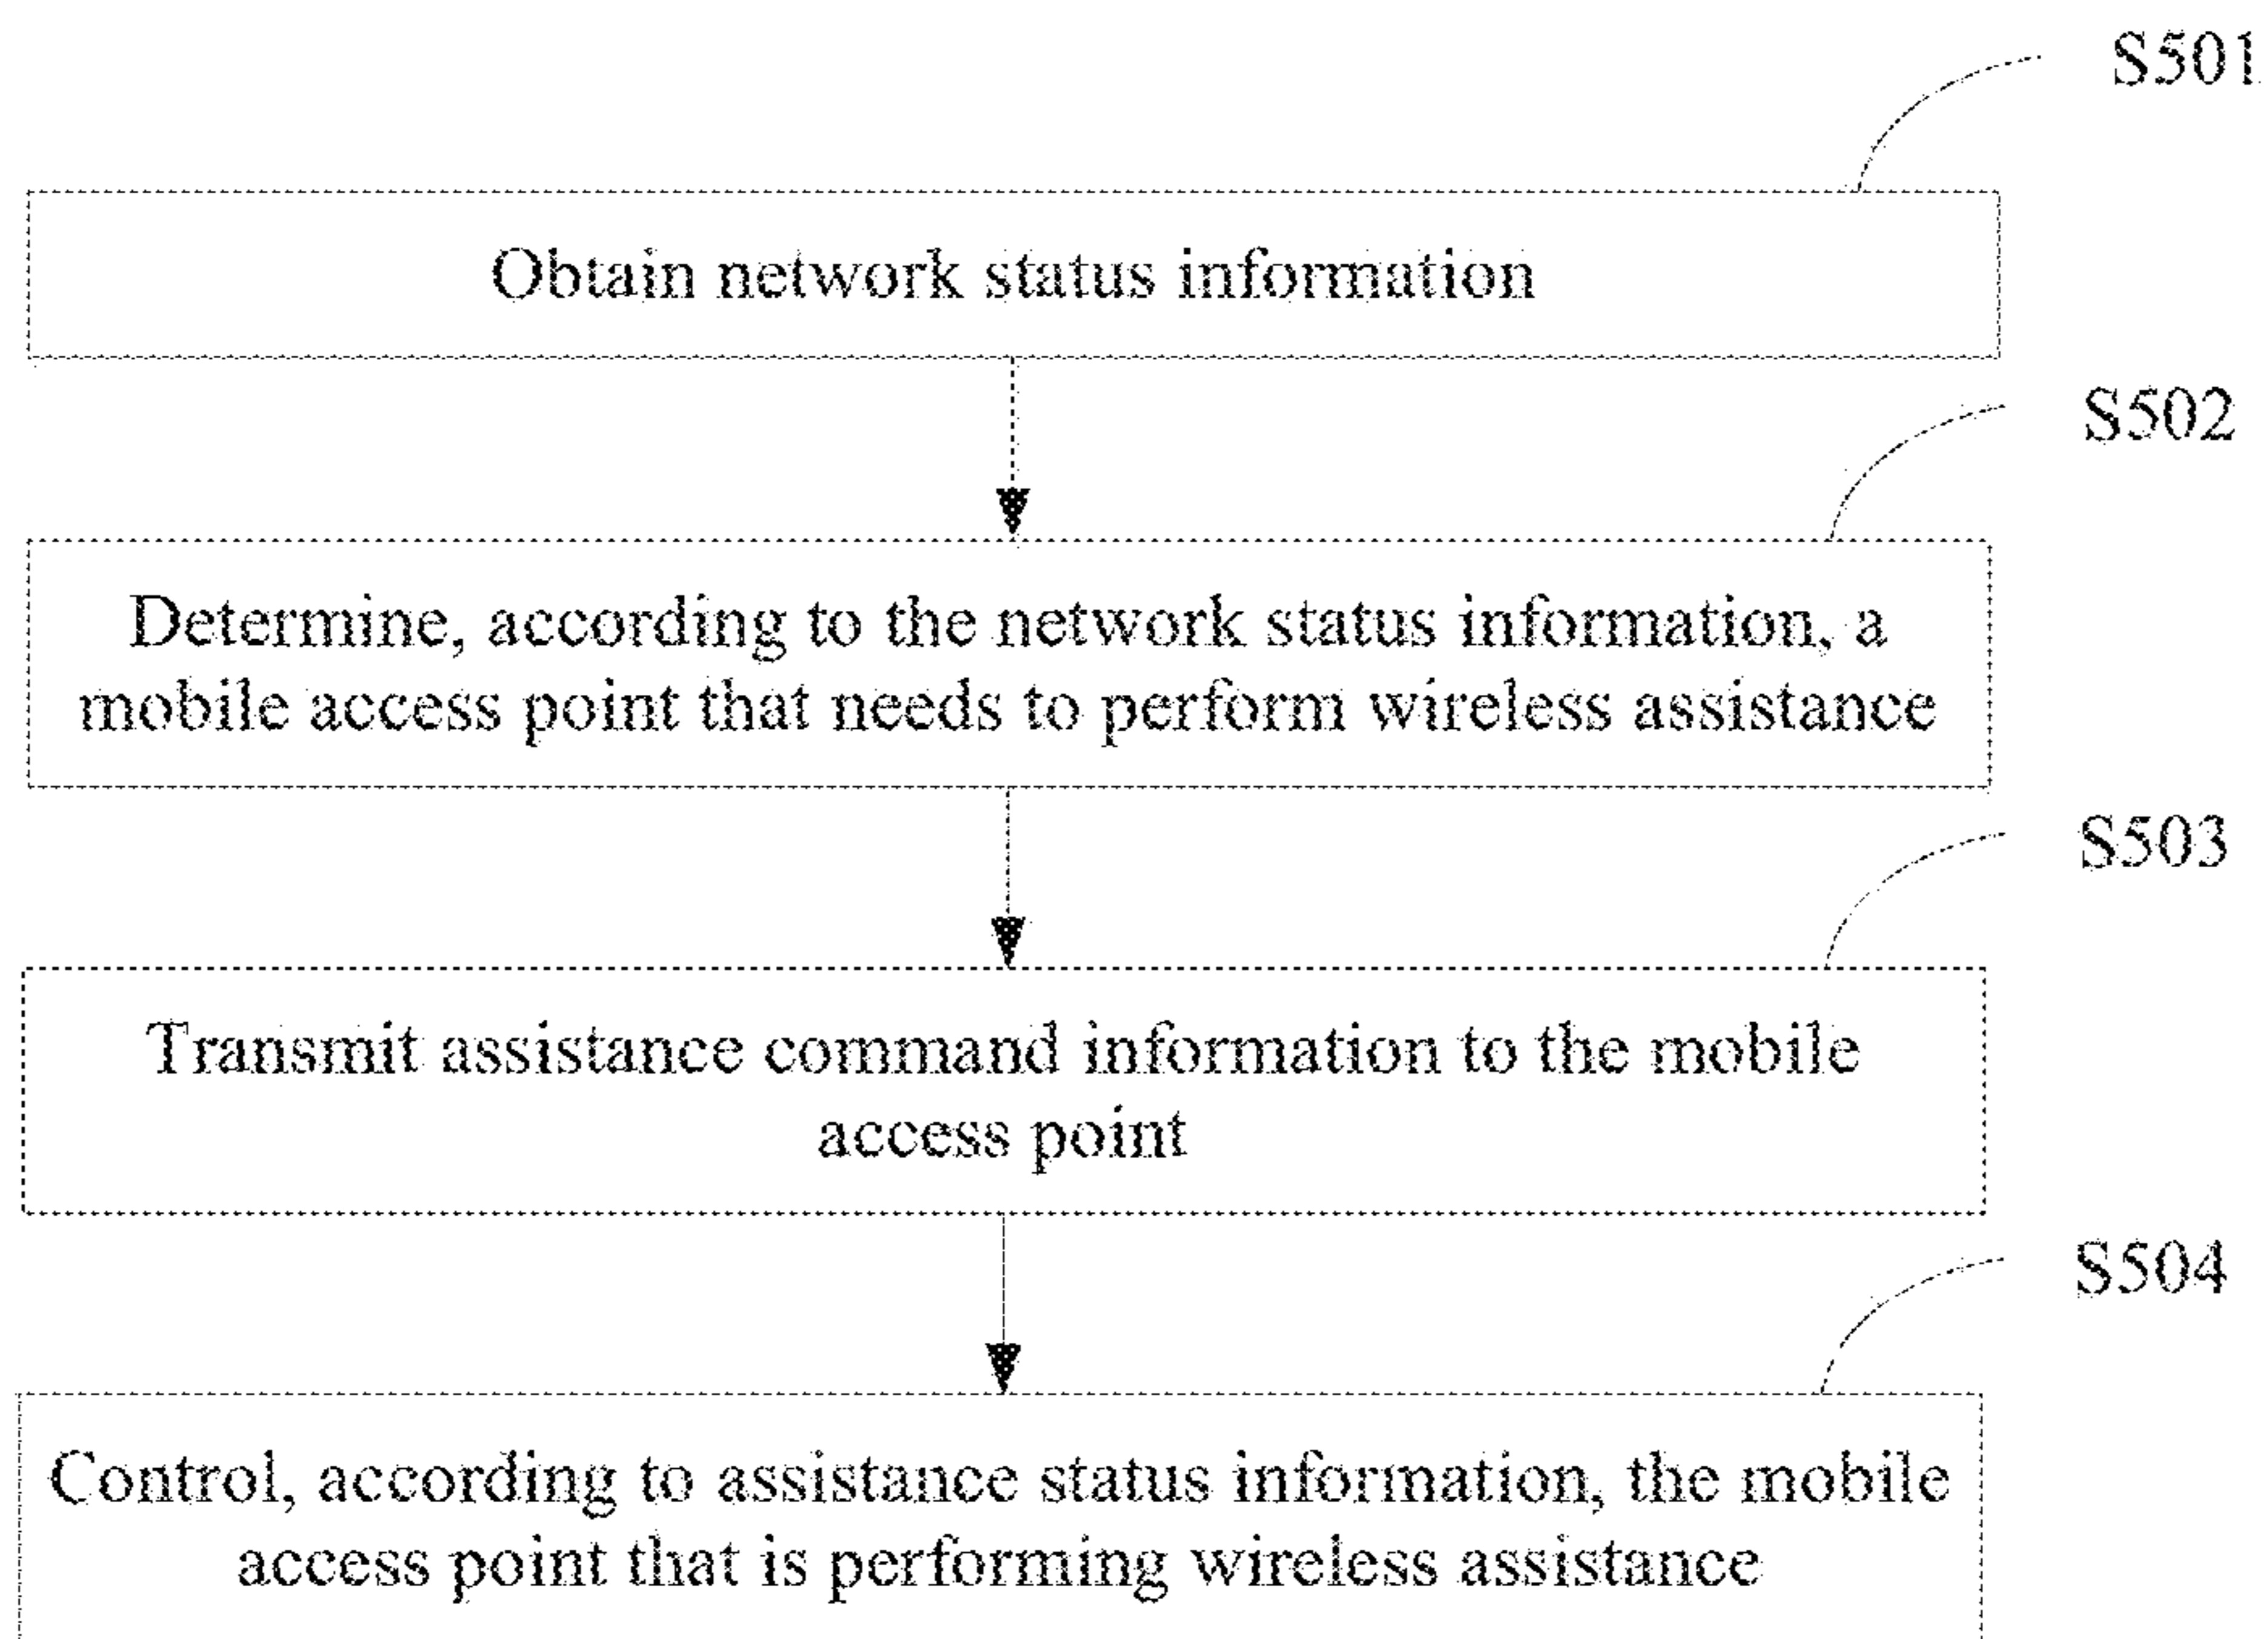 S501
Obtain network status information
S502
Determine, according to the network status information, a
mobile access point that needs to perform wireless assistance
S503
Transmit assistance command information to the mobile
access point
S504
Control, according to assistance status information, the mobile
access point that is performing wireless assistance